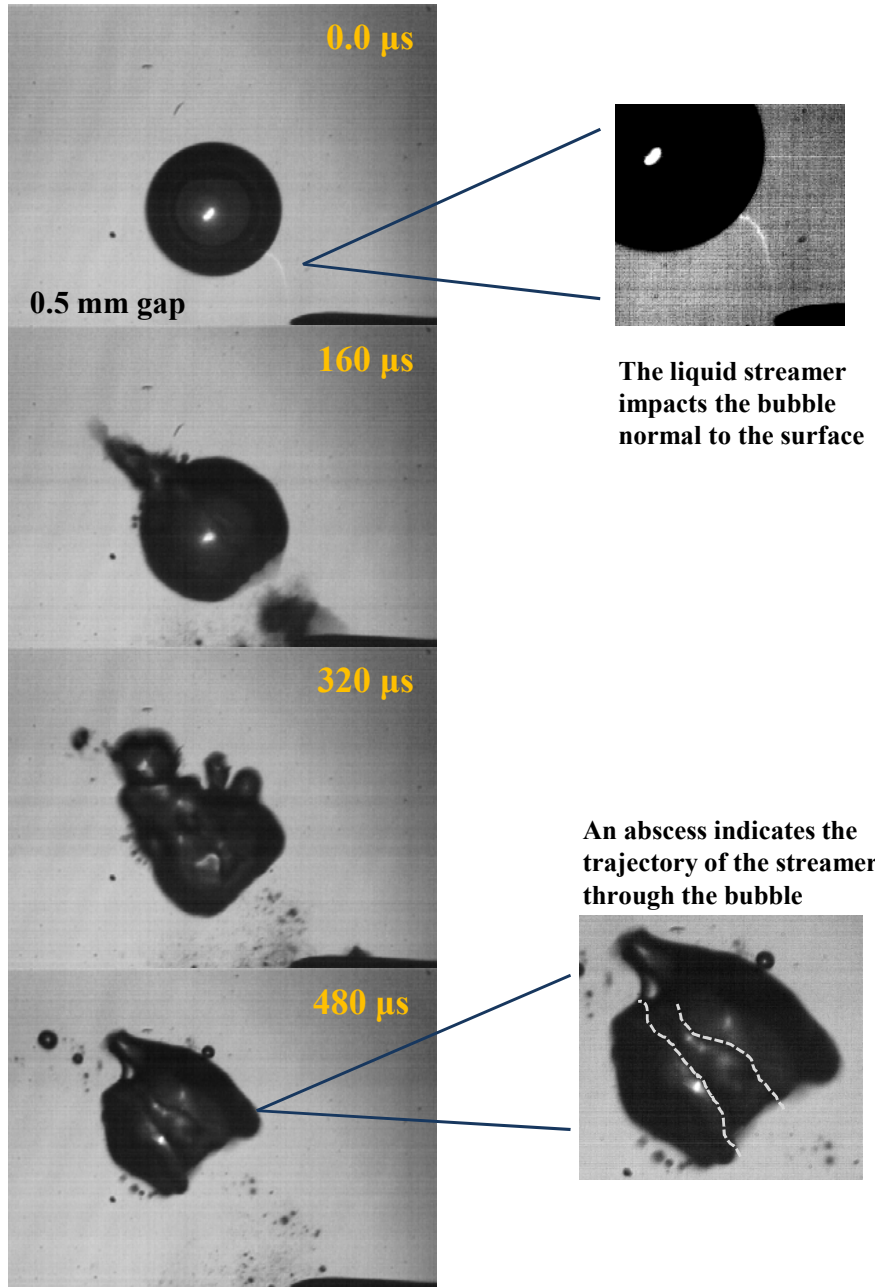 0.0 μs
0.5 mm gap
The liquid streamer
impacts the bubble
normal to the surface
160 μs
320 μs
An abscess indicates the
trajectory of the streamer
through the bubble
480 μs